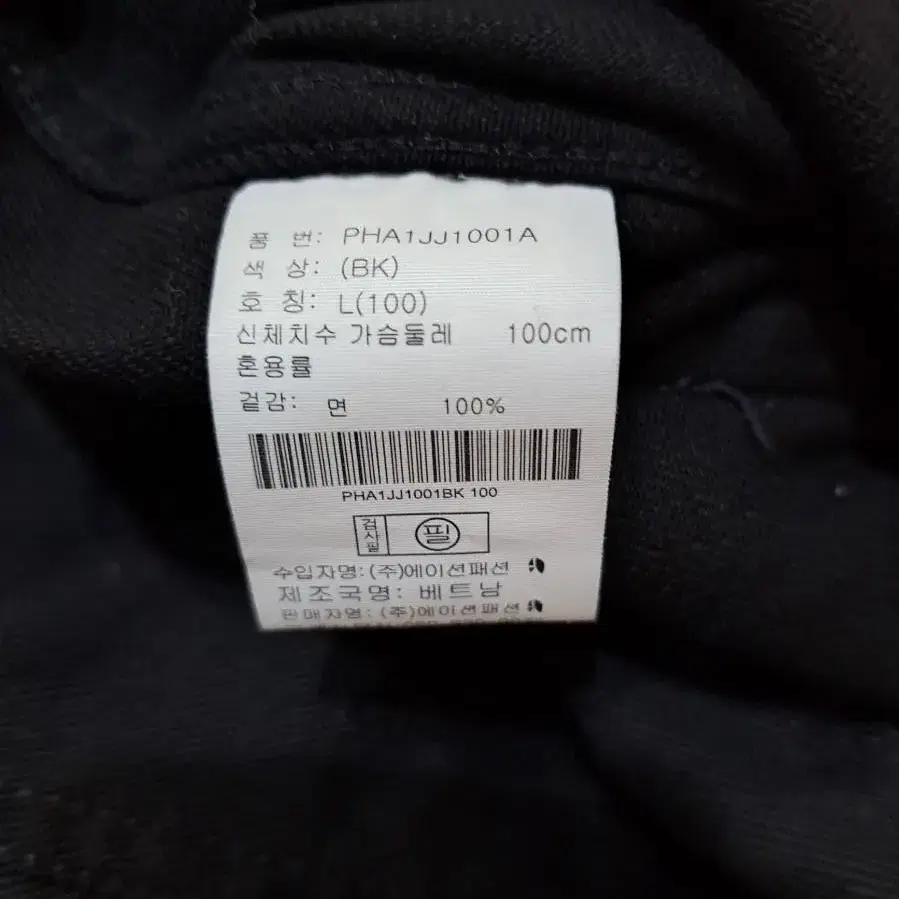 품 번: PHA1JJ1001A
색 상: (BK)
호 칭: L(100)
신체치수 가슴둘레 100cm
혼용률
겉감: 면 100%
PHA1JJ1001BK 100
검사필 필
수입자명: (주)에이션패션
제조국명: 베트남
판매자명: (주)에이션패션